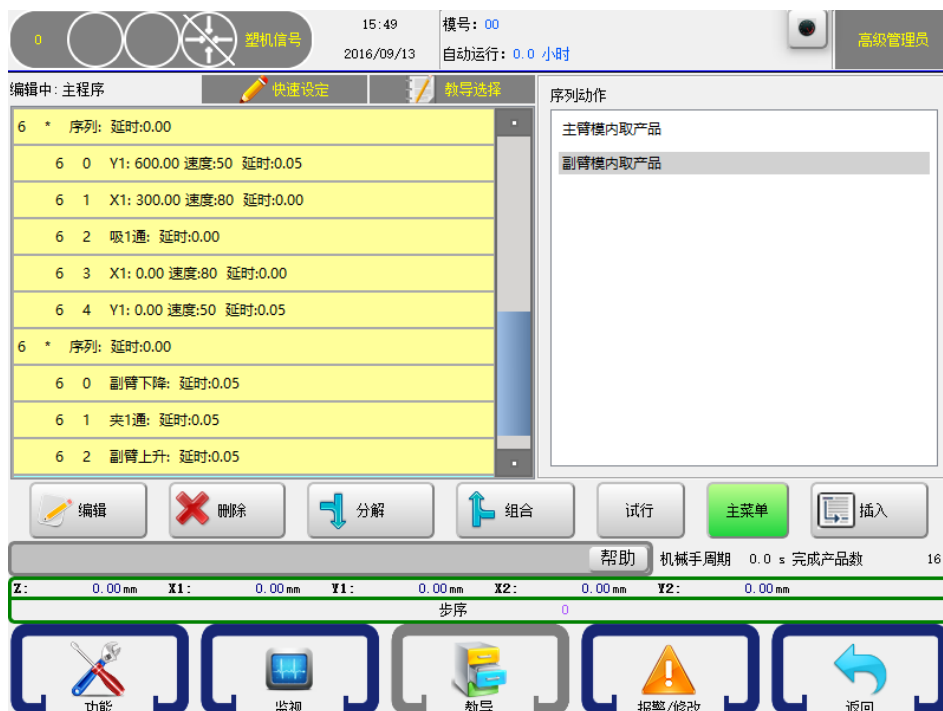 0 塑机信号 15:49 模号: 00
2016/09/13 自动运行: 0.0 小时
高级管理员
编辑中: 主程序 快速设定 教导选择
6 * 序列: 延时:0.00
6 0 Y1: 600.00 速度:50 延时:0.05
6 1 X1: 300.00 速度:80 延时:0.00
6 2 吸1通: 延时:0.00
6 3 X1: 0.00 速度:80 延时:0.00
6 4 Y1: 0.00 速度:50 延时:0.05
6 * 序列: 延时:0.00
6 0 副臂下降: 延时:0.05
6 1 夹1通: 延时:0.05
6 2 副臂上升: 延时:0.05
序列动作
主臂模内取产品
副臂模内取产品
编辑 删除 分解 组合 试行 主菜单 插入
帮助 机械手周期 0.0 s 完成产品数 16
Z: 0.00mm X1: 0.00mm Y1: 0.00mm X2: 0.00mm Y2: 0.00mm
步序 0
功能 监视 教导 报警/修改 返回